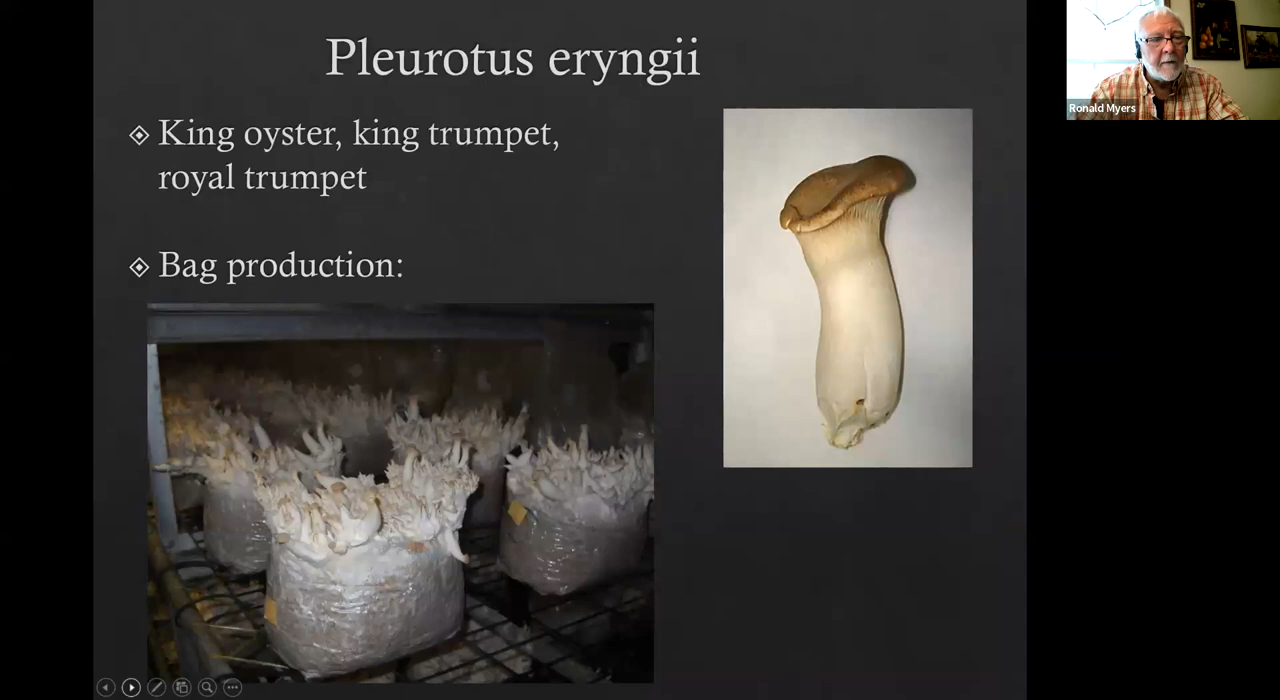 Pleurotus eryngii
King oyster, king trumpet,
royal trumpet
Bag production:
Ronald Myers